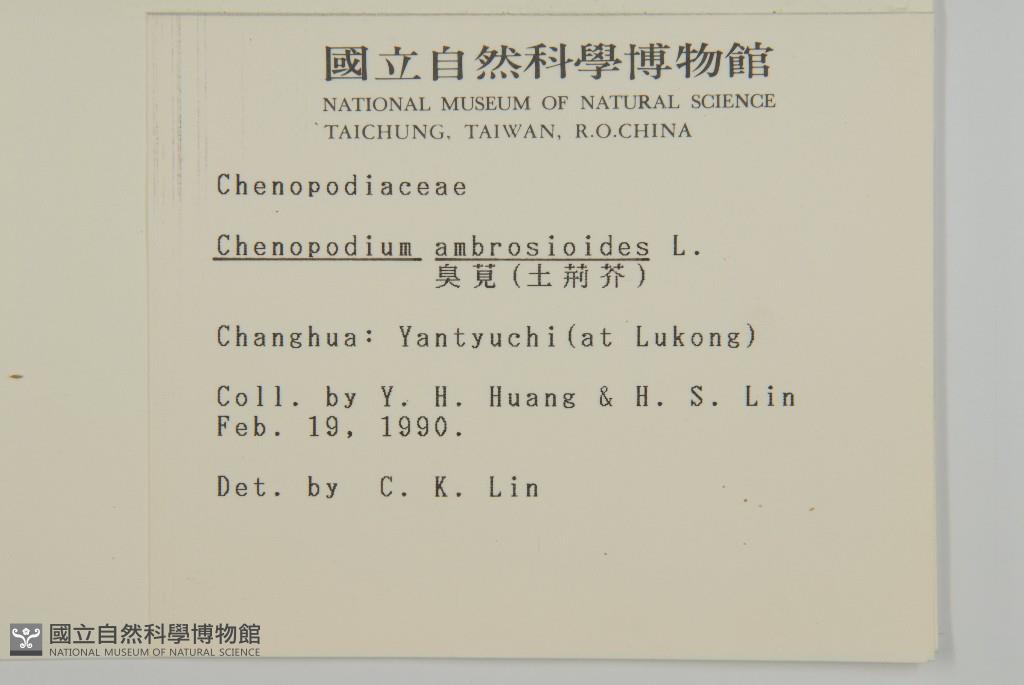 國立自然科學博物館
NATIONAL MUSEUM OF NATURAL SCIENCE
TAICHUNG, TAIWAN, R.O.CHINA
Chenopodiaceae
Chenopodium ambrosioides L.
臭莧(土荊芥)
Changhua: Yantyuchi(at Lukong)
Coll. by Y. H. Huang & H. S. Lin
Feb. 19, 1990.
Det. by C. K. Lin
國立自然科學博物館
NATIONAL MUSEUM OF NATURAL SCIENCE